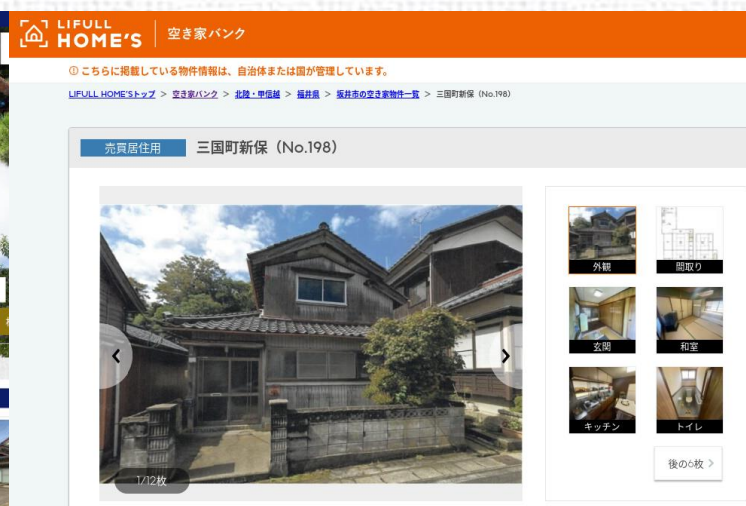 LIFULL
HOME'S
空き家バンク
こちらに掲載している物件情報は、自治体または国が管理しています。
LIFULL HOME'Sトップ > 空き家バンク > 北陸・甲信越 > 福井県 > 坂井市の空き家物件一覧 > 三国町新保（No.198）
売買居住用 三国町新保（No.198）
外観 間取り
玄関 和室
キッチン トイレ
1/12枚
後の6枚 >